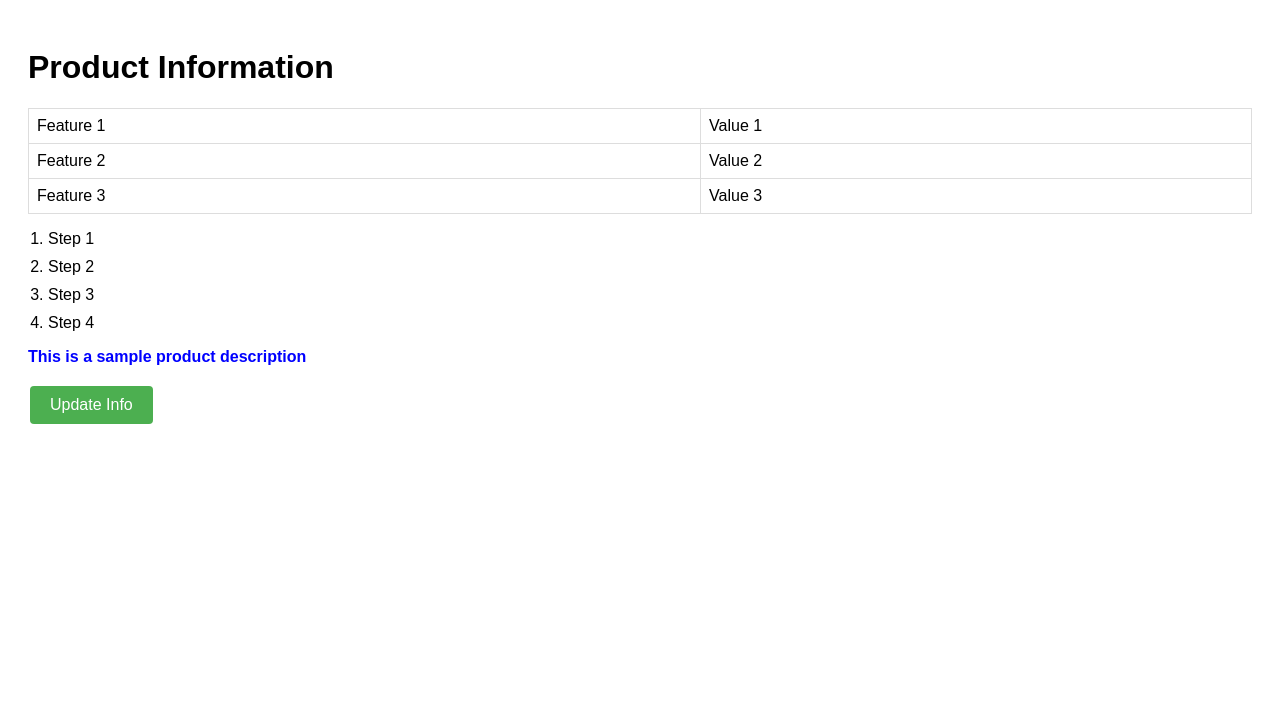 Product Information
Feature 1 Value 1
Feature 2 Value 2
Feature 3 Value 3
1. Step 1
2. Step 2
3. Step 3
4. Step 4
This is a sample product description
Update Info